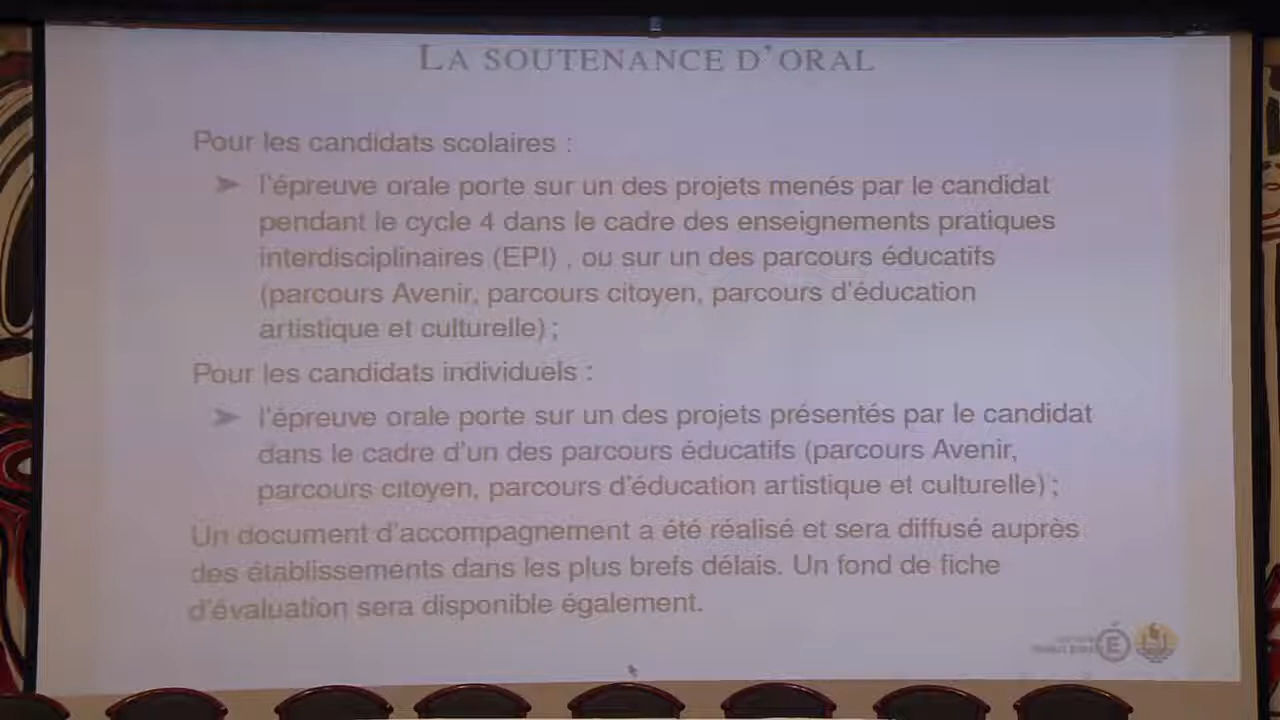 LA SOUTENANCE D'ORAL
Pour les candidats scolaires :
➤ l'épreuve orale porte sur un des projets menés par le candidat
pendant le cycle 4 dans le cadre des enseignements pratiques
interdisciplinaires (EPI) , ou sur un des parcours éducatifs
(parcours Avenir, parcours citoyen, parcours d'éducation
artistique et culturelle) ;
Pour les candidats individuels :
➤ l'épreuve orale porte sur un des projets présentés par le candidat
dans le cadre d'un des parcours éducatifs (parcours Avenir,
parcours citoyen, parcours d'éducation artistique et culturelle) ;
Un document d'accompagnement a été réalisé et sera diffusé auprès
des établissements dans les plus brefs délais. Un fond de fiche
d'évaluation sera disponible également.
É